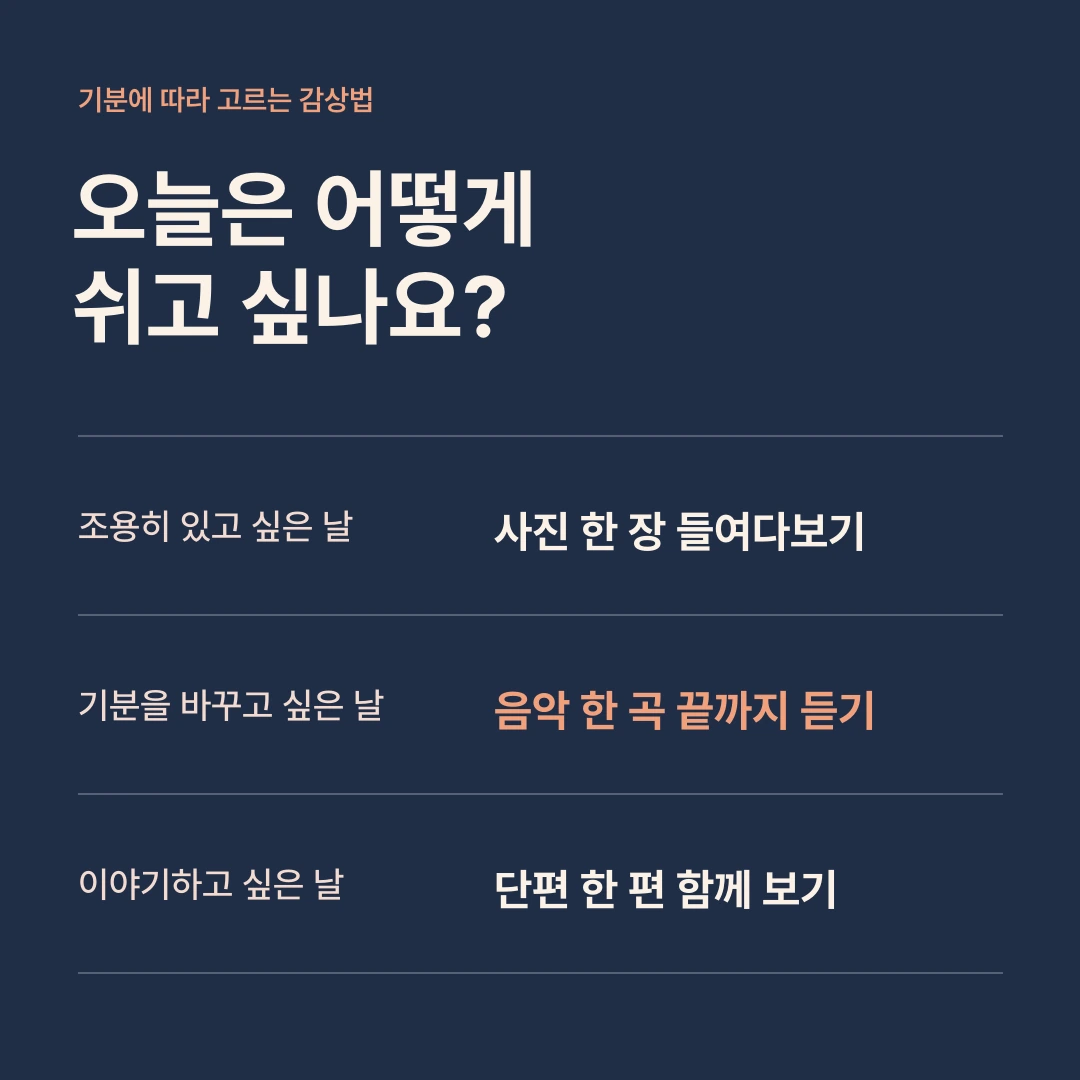 기분에 따라 고르는 감상법
오늘은 어떻게
쉬고 싶나요?
조용히 있고 싶은 날
사진 한 장 들여다보기
기분을 바꾸고 싶은 날
음악 한 곡 끝까지 듣기
이야기하고 싶은 날
단편 한 편 함께 보기